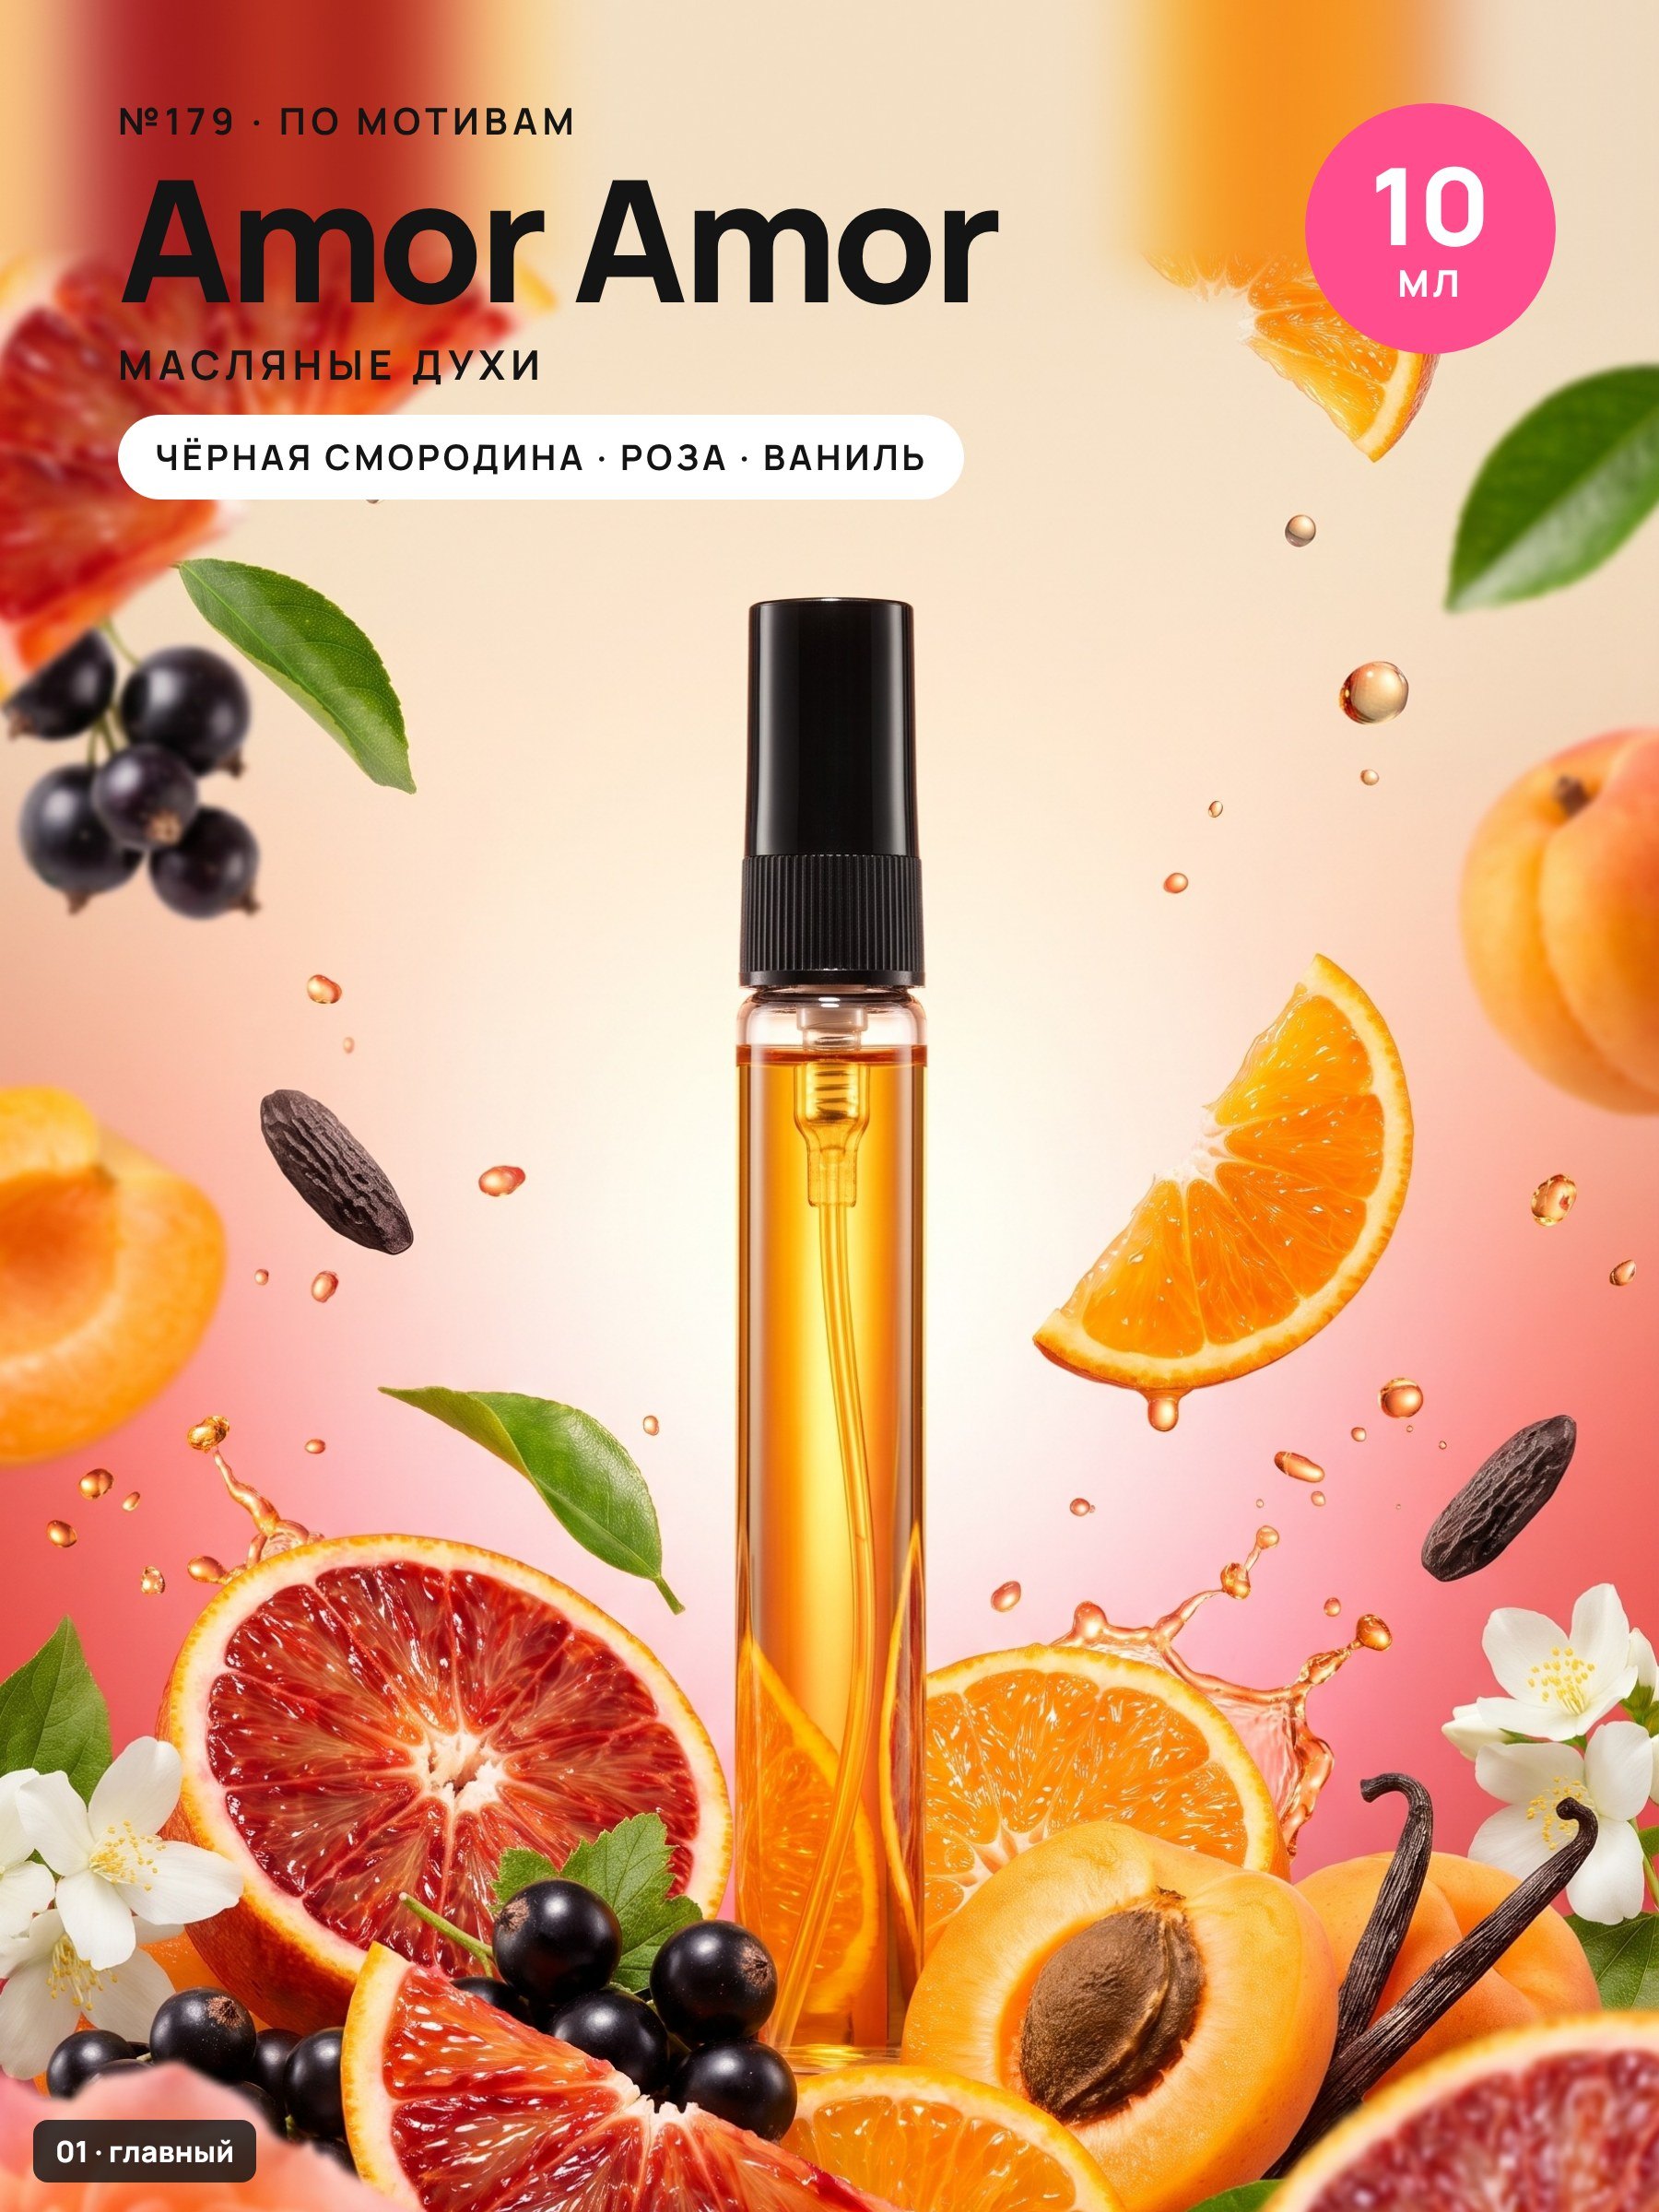 №179 · ПО МОТИВАМ
Amor Amor
МАСЛЯНЫЕ ДУХИ
ЧЁРНАЯ СМОРОДИНА · РОЗА · ВАНИЛЬ
10
МЛ
01 · главный